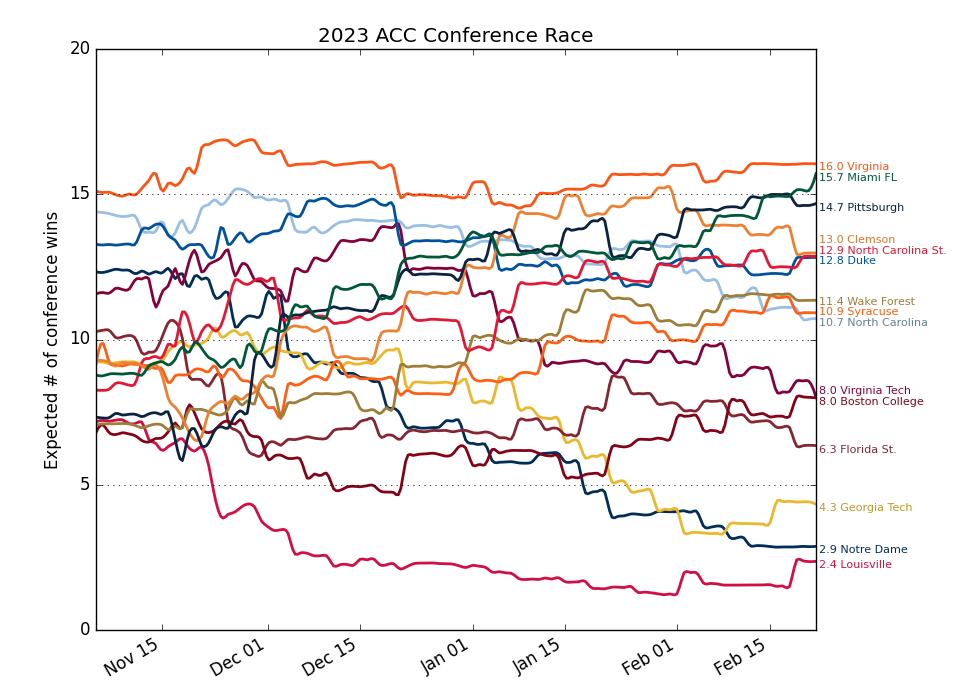 2023 ACC Conference Race
Expected # of conference wins
20
15
10
5
0
Nov 15
Dec 01
Dec 15
Jan 01
Jan 15
Feb 01
Feb 15
16.0 Virginia
15.7 Miami FL
14.7 Pittsburgh
13.0 Clemson
12.9 North Carolina St.
12.8 Duke
11.4 Wake Forest
10.9 Syracuse
10.7 North Carolina
8.0 Virginia Tech
8.0 Boston College
6.3 Florida St.
4.3 Georgia Tech
2.9 Notre Dame
2.4 Louisville